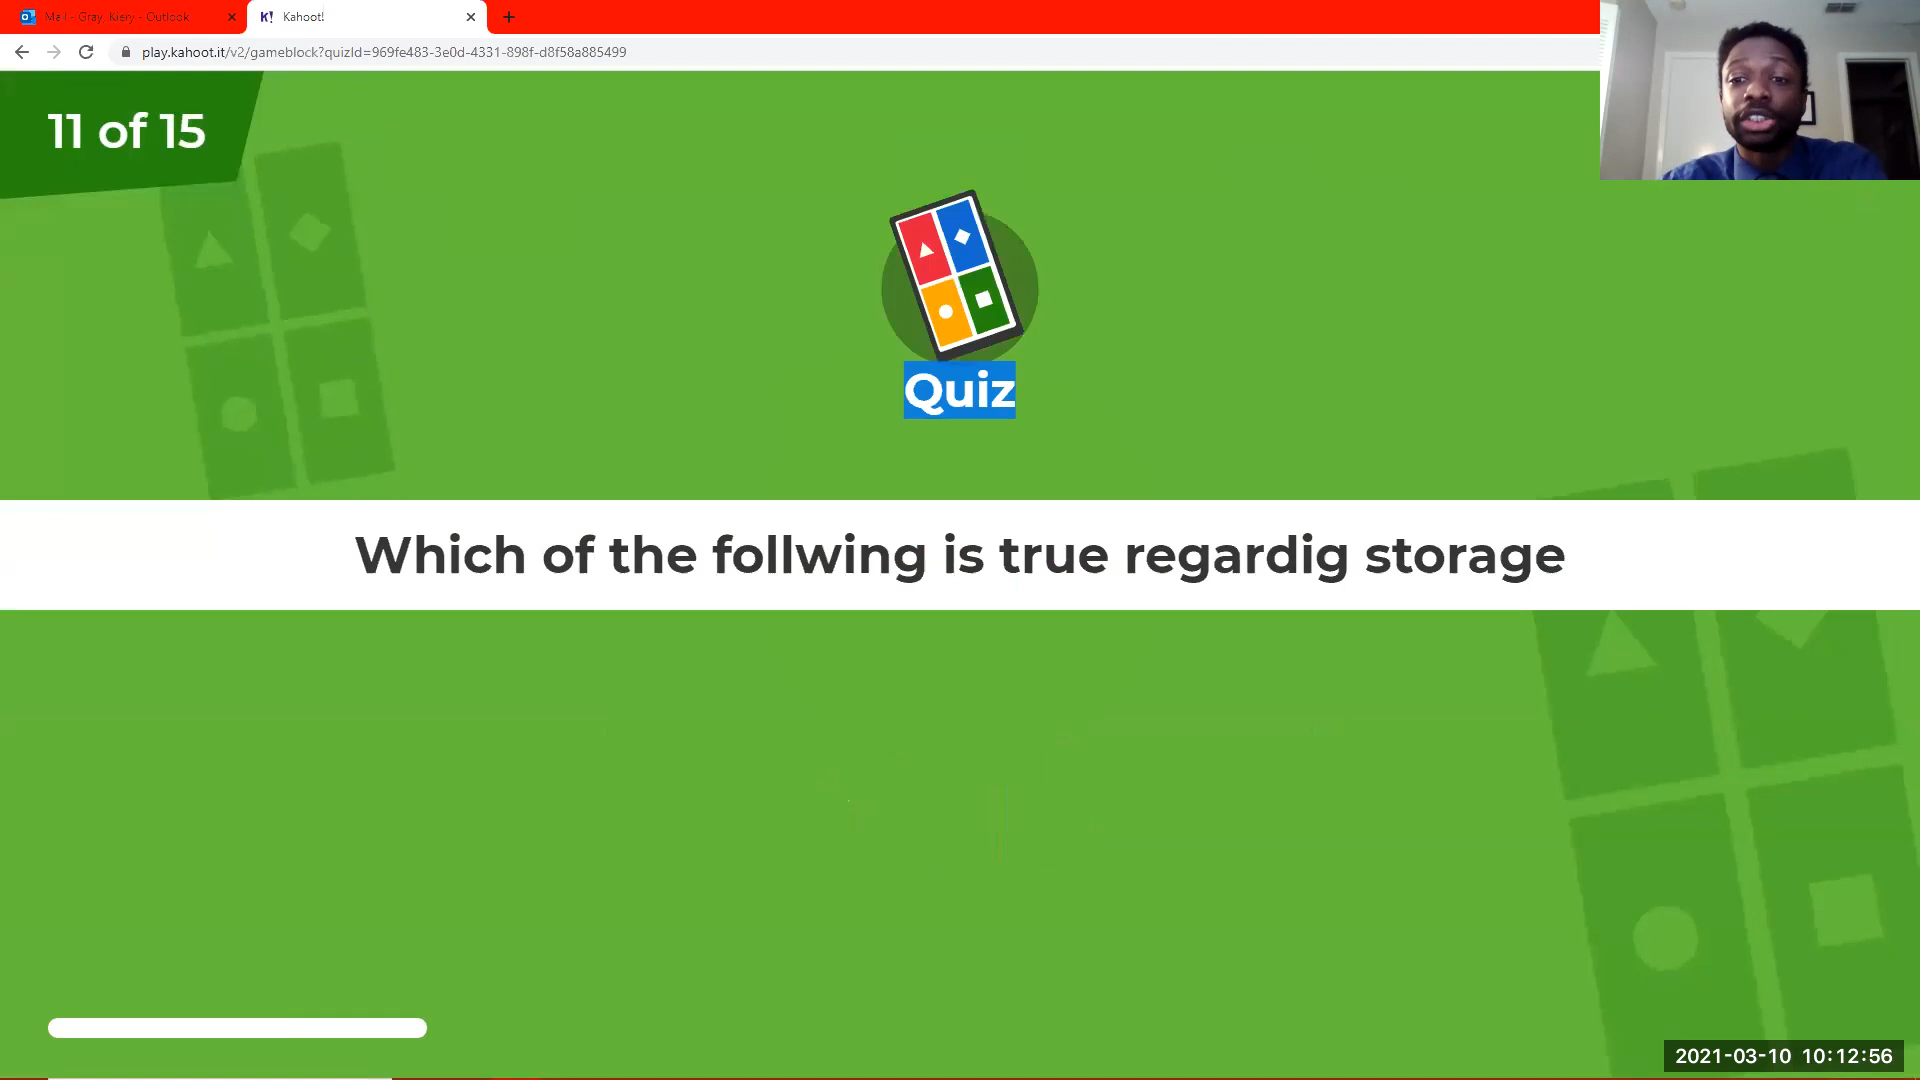 Mail - Gray, Kiery - Outlook
K! Kahoot!
play.kahoot.it/v2/gameblock?quizId=969fe483-3e0d-4331-898f-d8f58a885499
11 of 15
Quiz
Which of the follwing is true regardig storage
2021-03-10 10:12:56